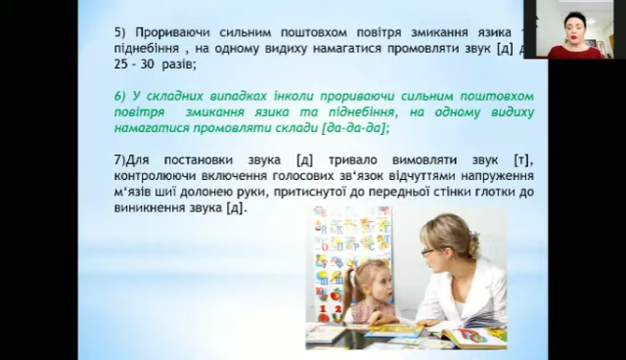 5) Прориваючи сильним поштовхом повітря змикання язика
піднебіння , на одному видиху намагатися промовляти звук [д]
25 – 30 разів;
6) У складних випадках інколи прориваючи сильним поштовхом
повітря змикання язика та піднебіння, на одному видиху
намагатися промовляти склади [да-да-да];
7)Для постановки звука [д] тривало вимовляти звук [т],
контролюючи включення голосових зв‘язок відчуттями напруження
м‘язів шиї долонею руки, притиснутої до передньої стінки глотки до
виникнення звука [д].